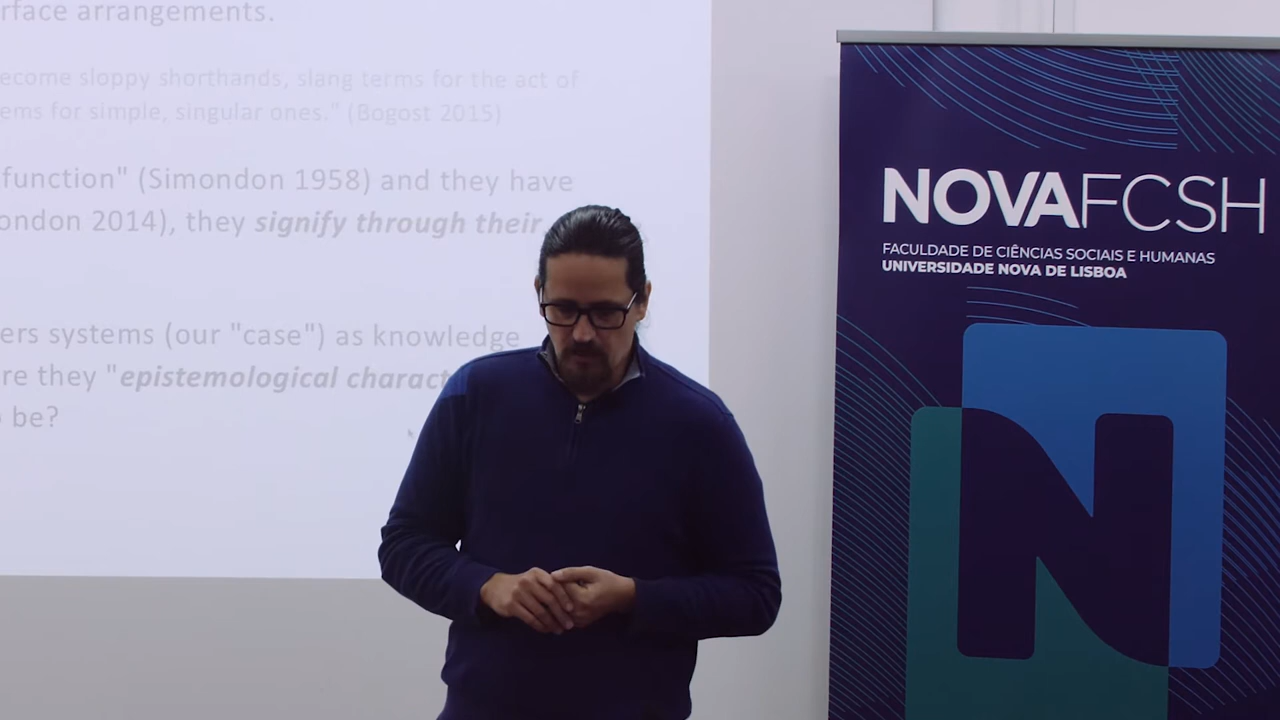 rface arrangements.
ecome sloppy shorthands, slang terms for the act of
ems for simple, singular ones." (Bogost 2015)
function" (Simondon 1958) and they have
ondon 2014), they signify through their
ers systems (our "case") as knowledge
re they "epistemological charact
be?
NOVAFCSH
FACULDADE DE CIÊNCIAS SOCIAIS E HUMANAS
UNIVERSIDADE NOVA DE LISBOA
N